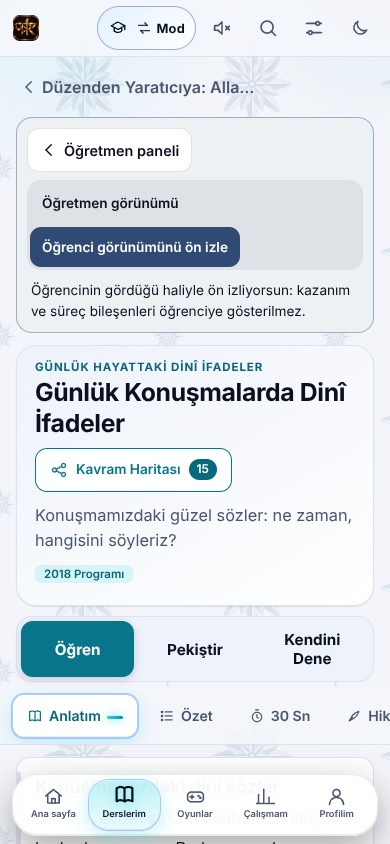 Mod
Düzenden Yaratıcıya: Alla...
Öğretmen paneli
Öğretmen görünümü
Öğrenci görünümünü ön izle
Öğrencinin gördüğü haliyle ön izliyorsun: kazanım
ve süreç bileşenleri öğrenciye gösterilmez.
GÜNLÜK HAYATTAKİ DİNÎ İFADELER
Günlük Konuşmalarda Dinî
İfadeler
Kavram Haritası 15
Konuşmamızdaki güzel sözler: ne zaman,
hangisini söyleriz?
2018 Programı
Öğren
Pekiştir
Kendini
Dene
Anlatım
Özet
30 Sn
Hik
Ana sayfa
Derslerim
Oyunlar
Çalışmam
Profilim